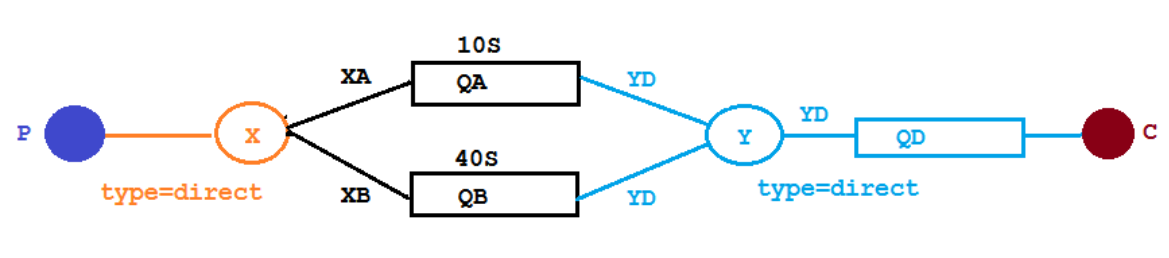 10S
XA
QA
YD
P
X
Y
YD
QD
C
type=direct
40S
type=direct
XB
QB
YD